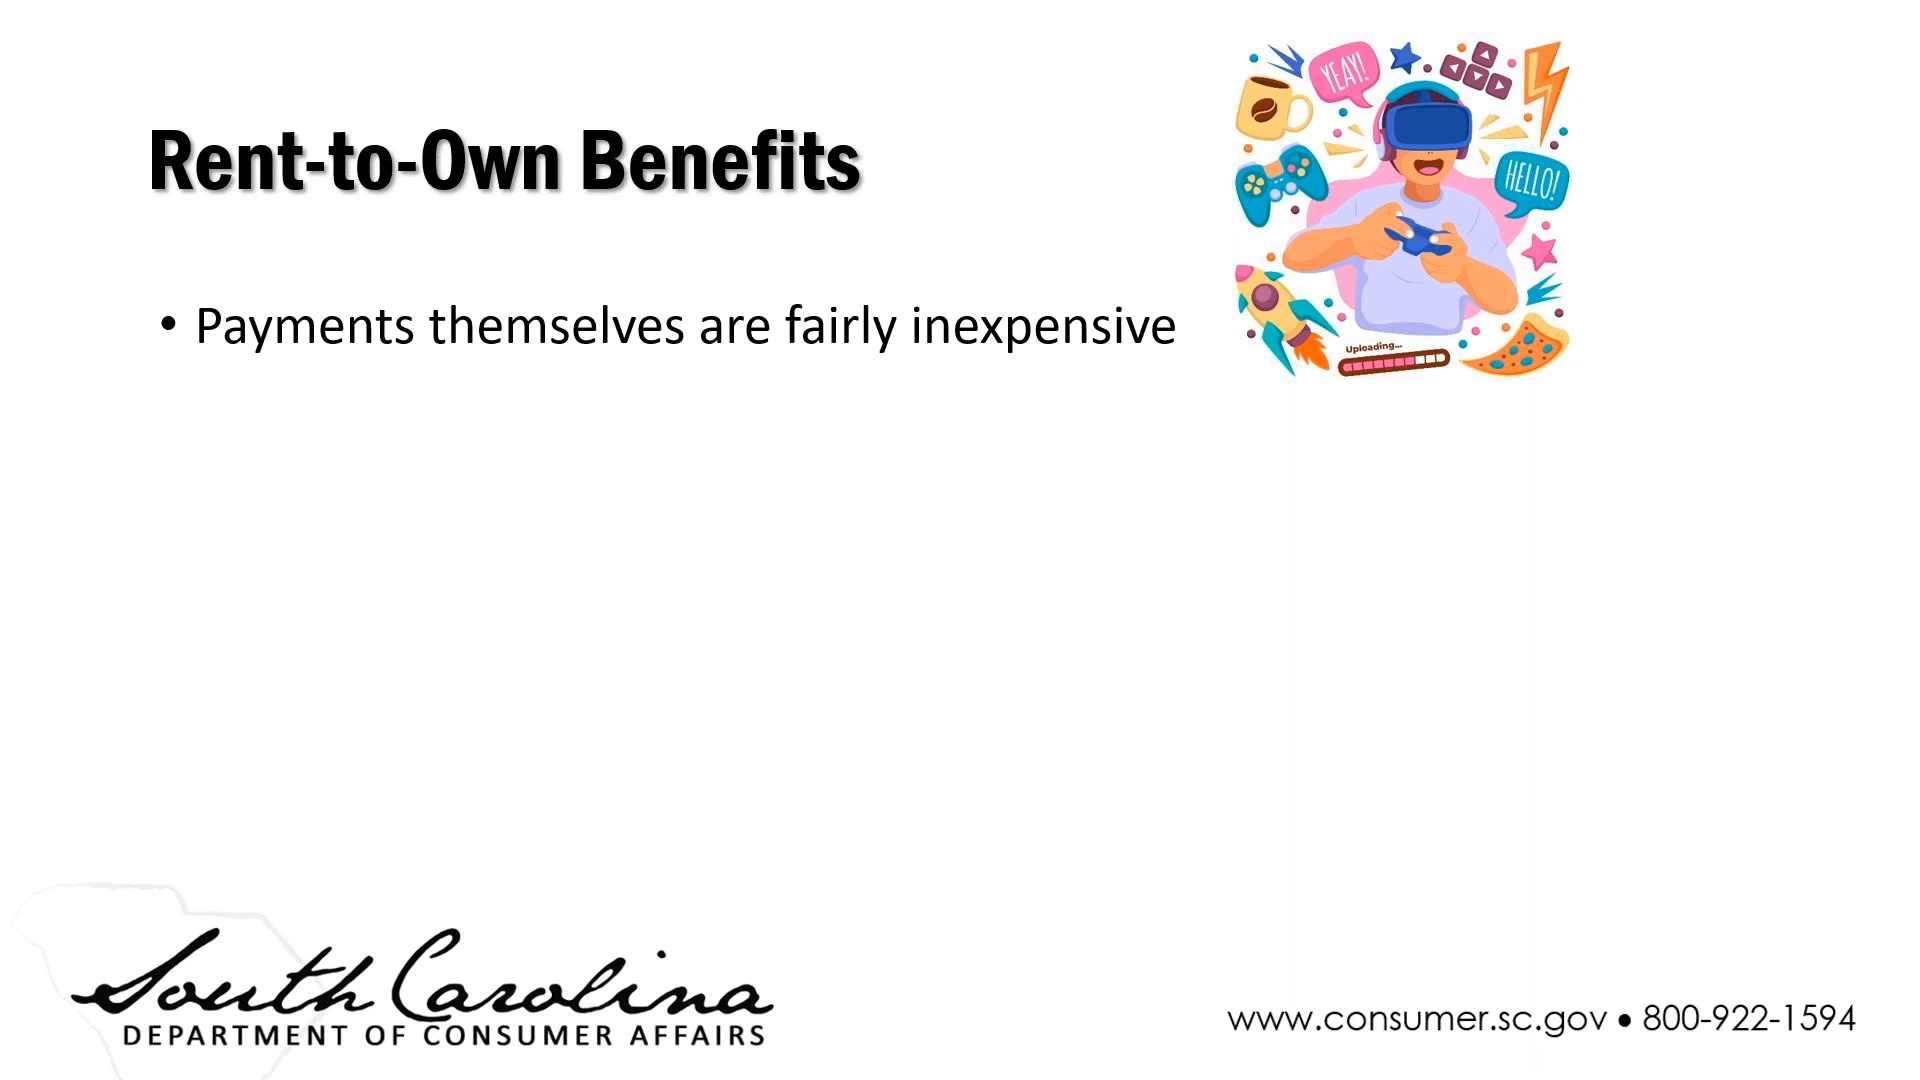 Rent-to-Own Benefits
• Payments themselves are fairly inexpensive
YEAY!
HELLO!
Uploading...
South Carolina
DEPARTMENT OF CONSUMER AFFAIRS
www.consumer.sc.gov • 800-922-1594